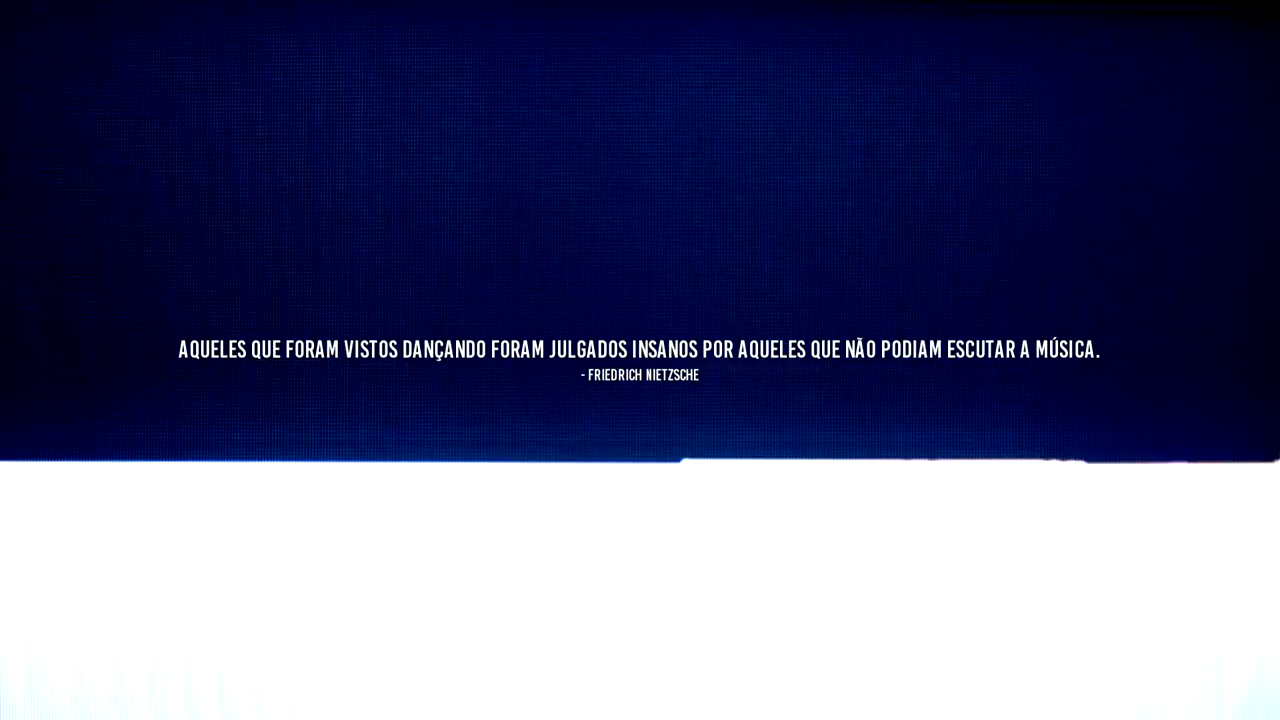 AQUELES QUE FORAM VISTOS DANÇANDO FORAM JULGADOS INSANOS POR AQUELES QUE NÃO PODIAM ESCUTAR A MÚSICA.
- FRIEDRICH NIETZSCHE